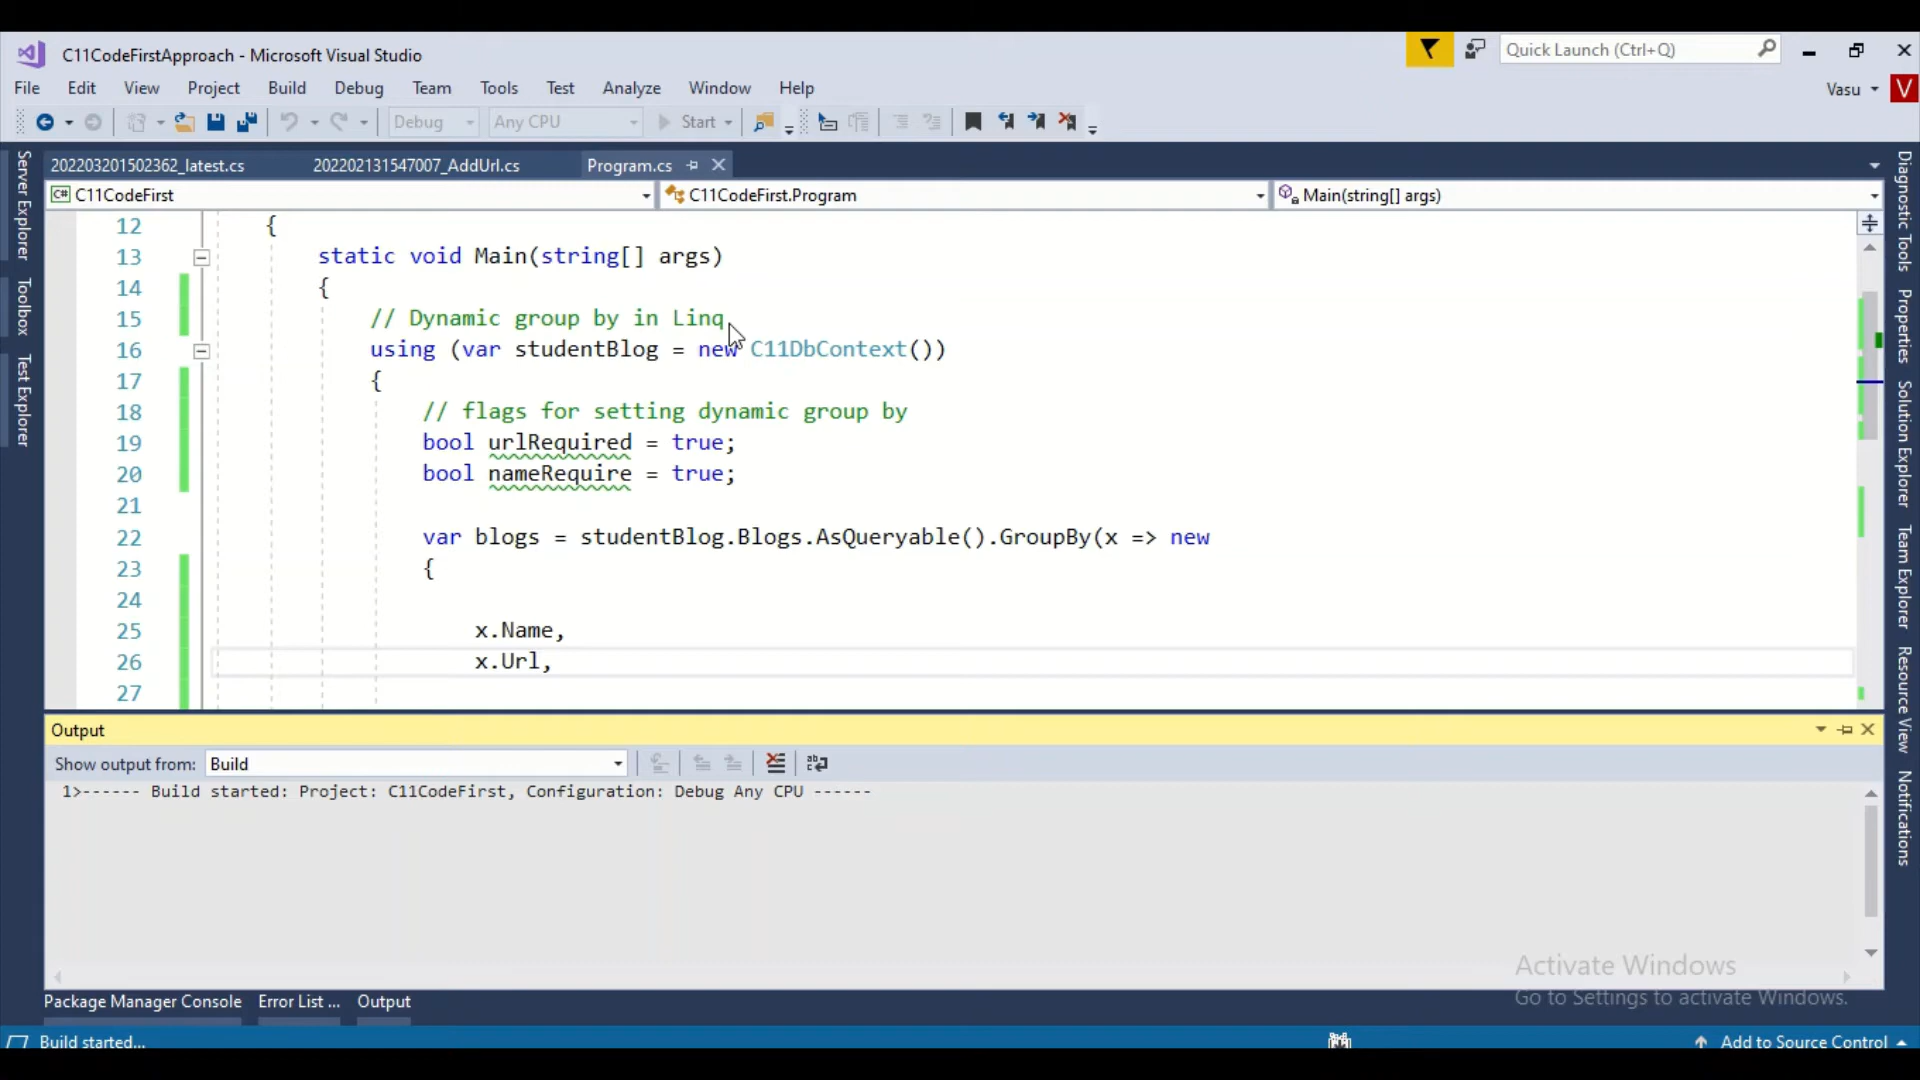 C11CodeFirstApproach - Microsoft Visual Studio
Quick Launch (Ctrl+Q)
File Edit View Project Build Debug Team Tools Test Analyze Window Help
Vasu V
Debug Any CPU Start
202203201502362_latest.cs 202202131547007_AddUrl.cs Program.cs
C# C11CodeFirst C11CodeFirst.Program Main(string[] args)
Server Explorer
Toolbox
Test Explorer
12 {
13 static void Main(string[] args)
14 {
15 // Dynamic group by in Linq
16 using (var studentBlog = new C11DbContext())
17 {
18 // flags for setting dynamic group by
19 bool urlRequired = true;
20 bool nameRequire = true;
21
22 var blogs = studentBlog.Blogs.AsQueryable().GroupBy(x => new
23 {
24
25 x.Name,
26 x.Url,
27
Diagnostic Tools
Properties
Solution Explorer
Team Explorer
Resource View
Notifications
Output
Show output from: Build
1>------ Build started: Project: C11CodeFirst, Configuration: Debug Any CPU ------
Activate Windows
Go to Settings to activate Windows.
Package Manager Console Error List ... Output
Build started...
Add to Source Control